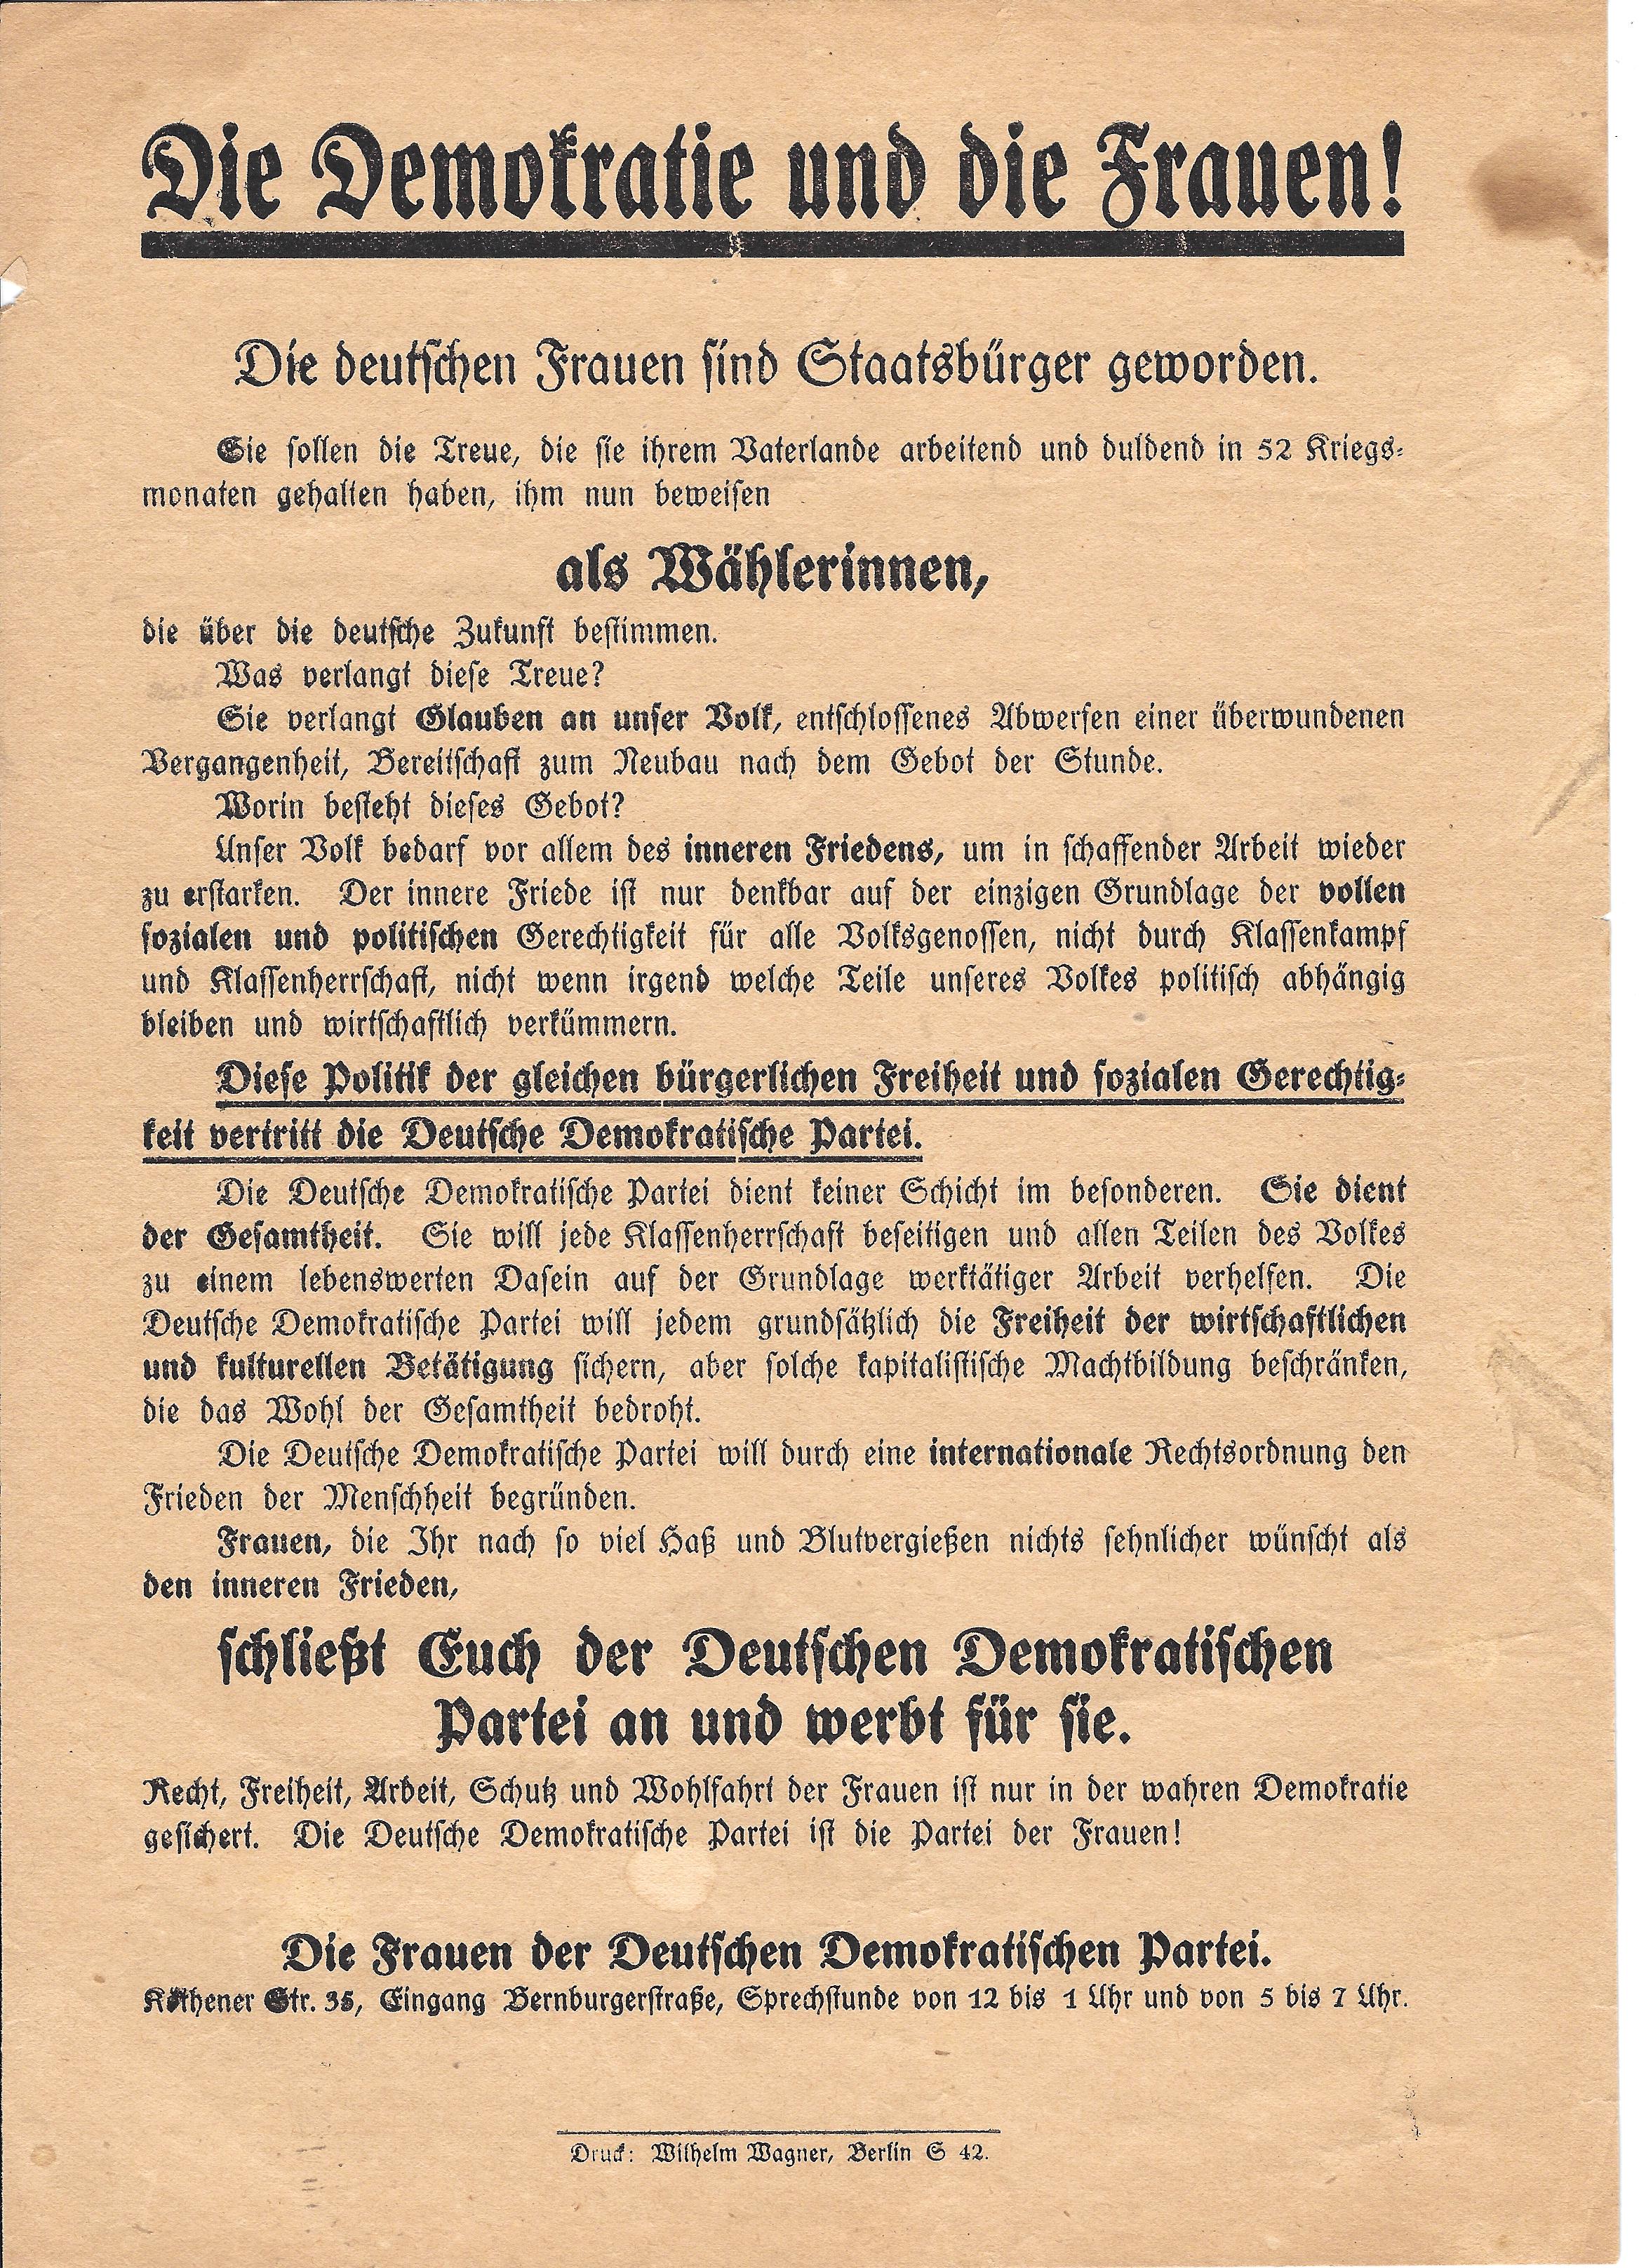 Die Demokratie und die Frauen!
Die deutschen Frauen sind Staatsbürger geworden.
Sie sollen die Treue, die sie ihrem Vaterlande arbeitend und duldend in 52 Kriegs-
monaten gehalten haben, ihm nun beweisen
als Wählerinnen,
die über die deutsche Zukunft bestimmen.
Was verlangt diese Treue?
Sie verlangt Glauben an unser Volk, entschlossenes Abwerfen einer überwundenen
Vergangenheit, Bereitschaft zum Neubau nach dem Gebot der Stunde.
Worin besteht dieses Gebot?
Unser Volk bedarf vor allem des inneren Friedens, um in schaffender Arbeit wieder
zu erstarken. Der innere Friede ist nur denkbar auf der einzigen Grundlage der vollen
sozialen und politischen Gerechtigkeit für alle Volksgenossen, nicht durch Klassenkampf
und Klassenherrschaft, nicht wenn irgend welche Teile unseres Volkes politisch abhängig
bleiben und wirtschaftlich verkümmern.
Diese Politik der gleichen bürgerlichen Freiheit und sozialen Gerechtig-
keit vertritt die Deutsche Demokratische Partei.
Die Deutsche Demokratische Partei dient keiner Schicht im besonderen. Sie dient
der Gesamtheit. Sie will jede Klassenherrschaft beseitigen und allen Teilen des Volkes
zu einem lebenswerten Dasein auf der Grundlage werktätiger Arbeit verhelfen. Die
Deutsche Demokratische Partei will jedem grundsätzlich die Freiheit der wirtschaftlichen
und kulturellen Betätigung sichern, aber solche kapitalistische Machtbildung beschränken,
die das Wohl der Gesamtheit bedroht.
Die Deutsche Demokratische Partei will durch eine internationale Rechtsordnung den
Frieden der Menschheit begründen.
Frauen, die Ihr nach so viel Haß und Blutvergießen nichts sehnlicher wünscht als
den inneren Frieden,
schließt Euch der Deutschen Demokratischen
Partei an und werbt für sie.
Recht, Freiheit, Arbeit, Schutz und Wohlfahrt der Frauen ist nur in der wahren Demokratie
gesichert. Die Deutsche Demokratische Partei ist die Partei der Frauen!
Die Frauen der Deutschen Demokratischen Partei.
Köthener Str. 35, Eingang Bernburgerstraße, Sprechstunde von 12 bis 1 Uhr und von 5 bis 7 Uhr.
Druck: Wilhelm Wagner, Berlin S 42.